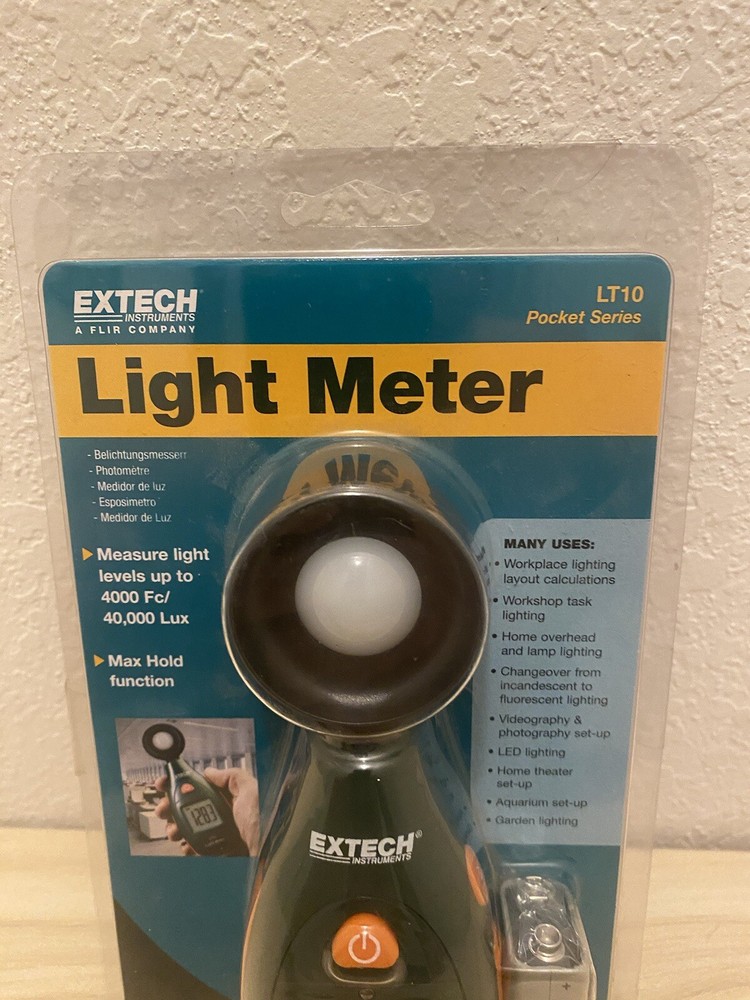 EXTECH®
INSTRUMENTS
A FLIR COMPANY
LT10
Pocket Series
Light Meter
- Belichtungsmessern
- Photomètre
- Medidor de luz
- Esposimetro
- Medidor de Luz
Measure light
levels up to
4000 Fc/
40,000 Lux
Max Hold
function
MANY USES:
• Workplace lighting
layout calculations
• Workshop task
lighting
• Home overhead
and lamp lighting
• Changeover from
incandescent to
fluorescent lighting
• Videography &
photography set-up
• LED lighting
• Home theater
set-up
• Aquarium set-up
• Garden lighting
1283
EXTECH®
INSTRUMENTS
+